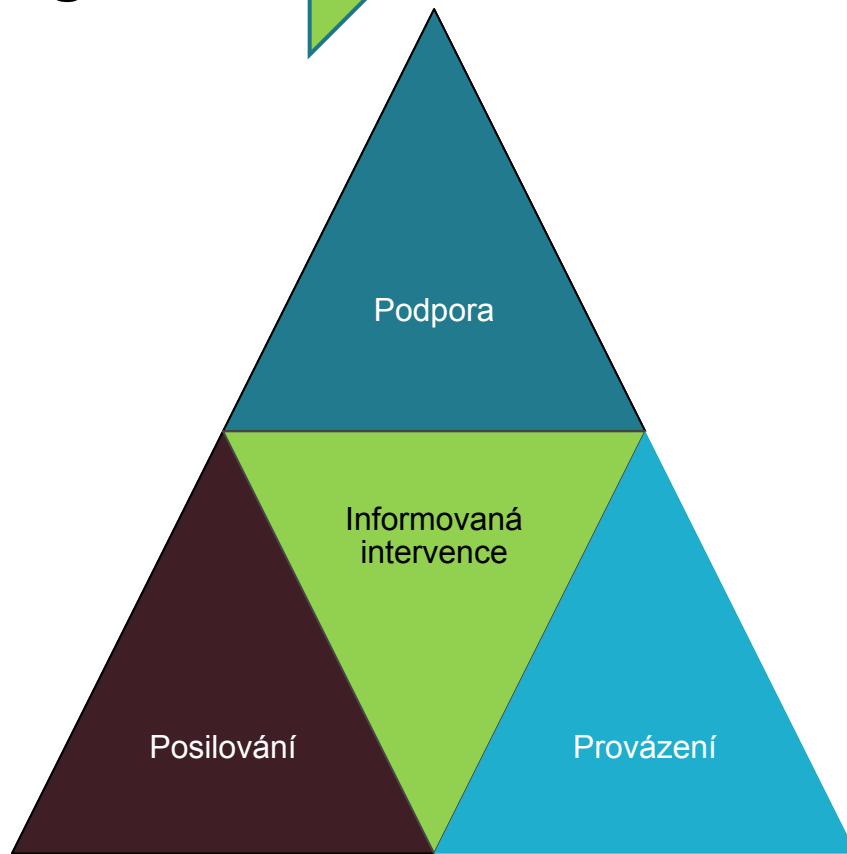 Podpora
Informovaná
intervence
Posilování
Provázení